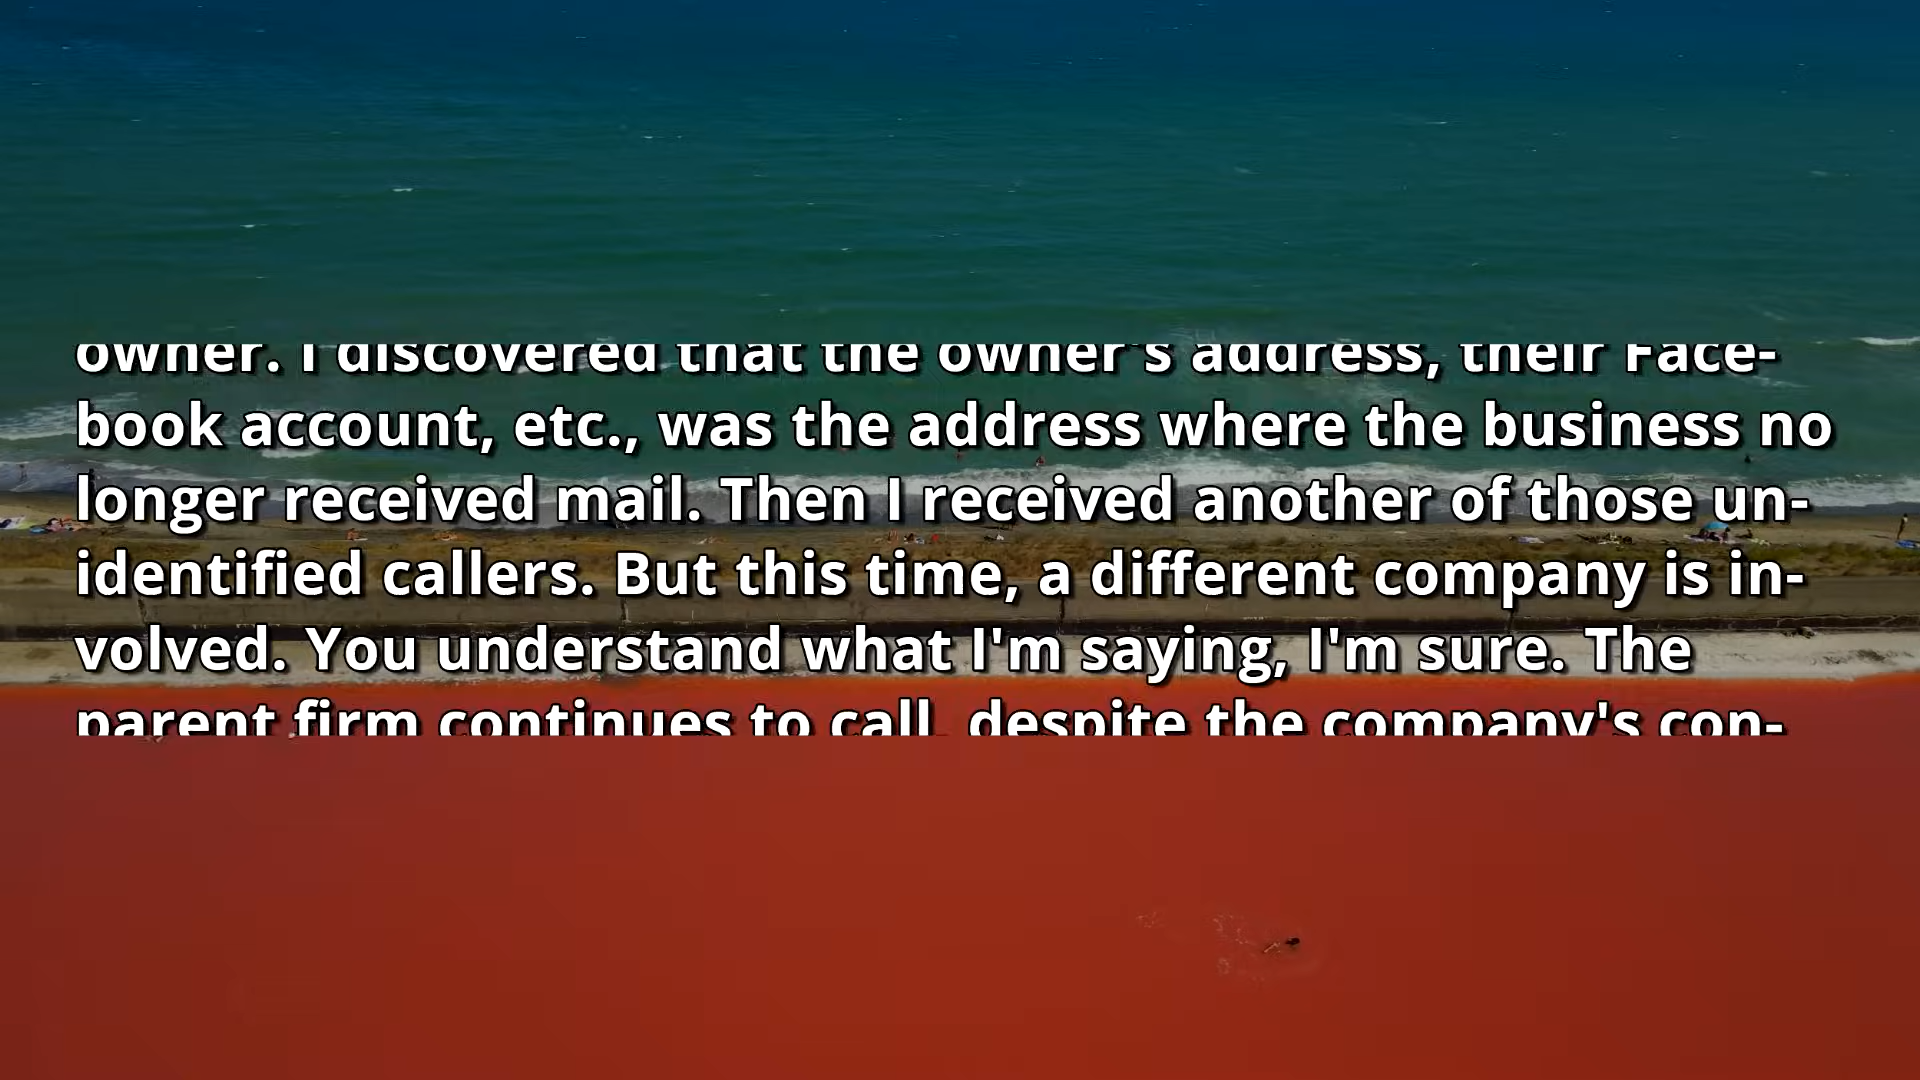 owner. I discovered that the owner's address, their Face-
book account, etc., was the address where the business no
longer received mail. Then I received another of those un-
identified callers. But this time, a different company is in-
volved. You understand what I'm saying, I'm sure. The
parent firm continues to call, despite the company's con-